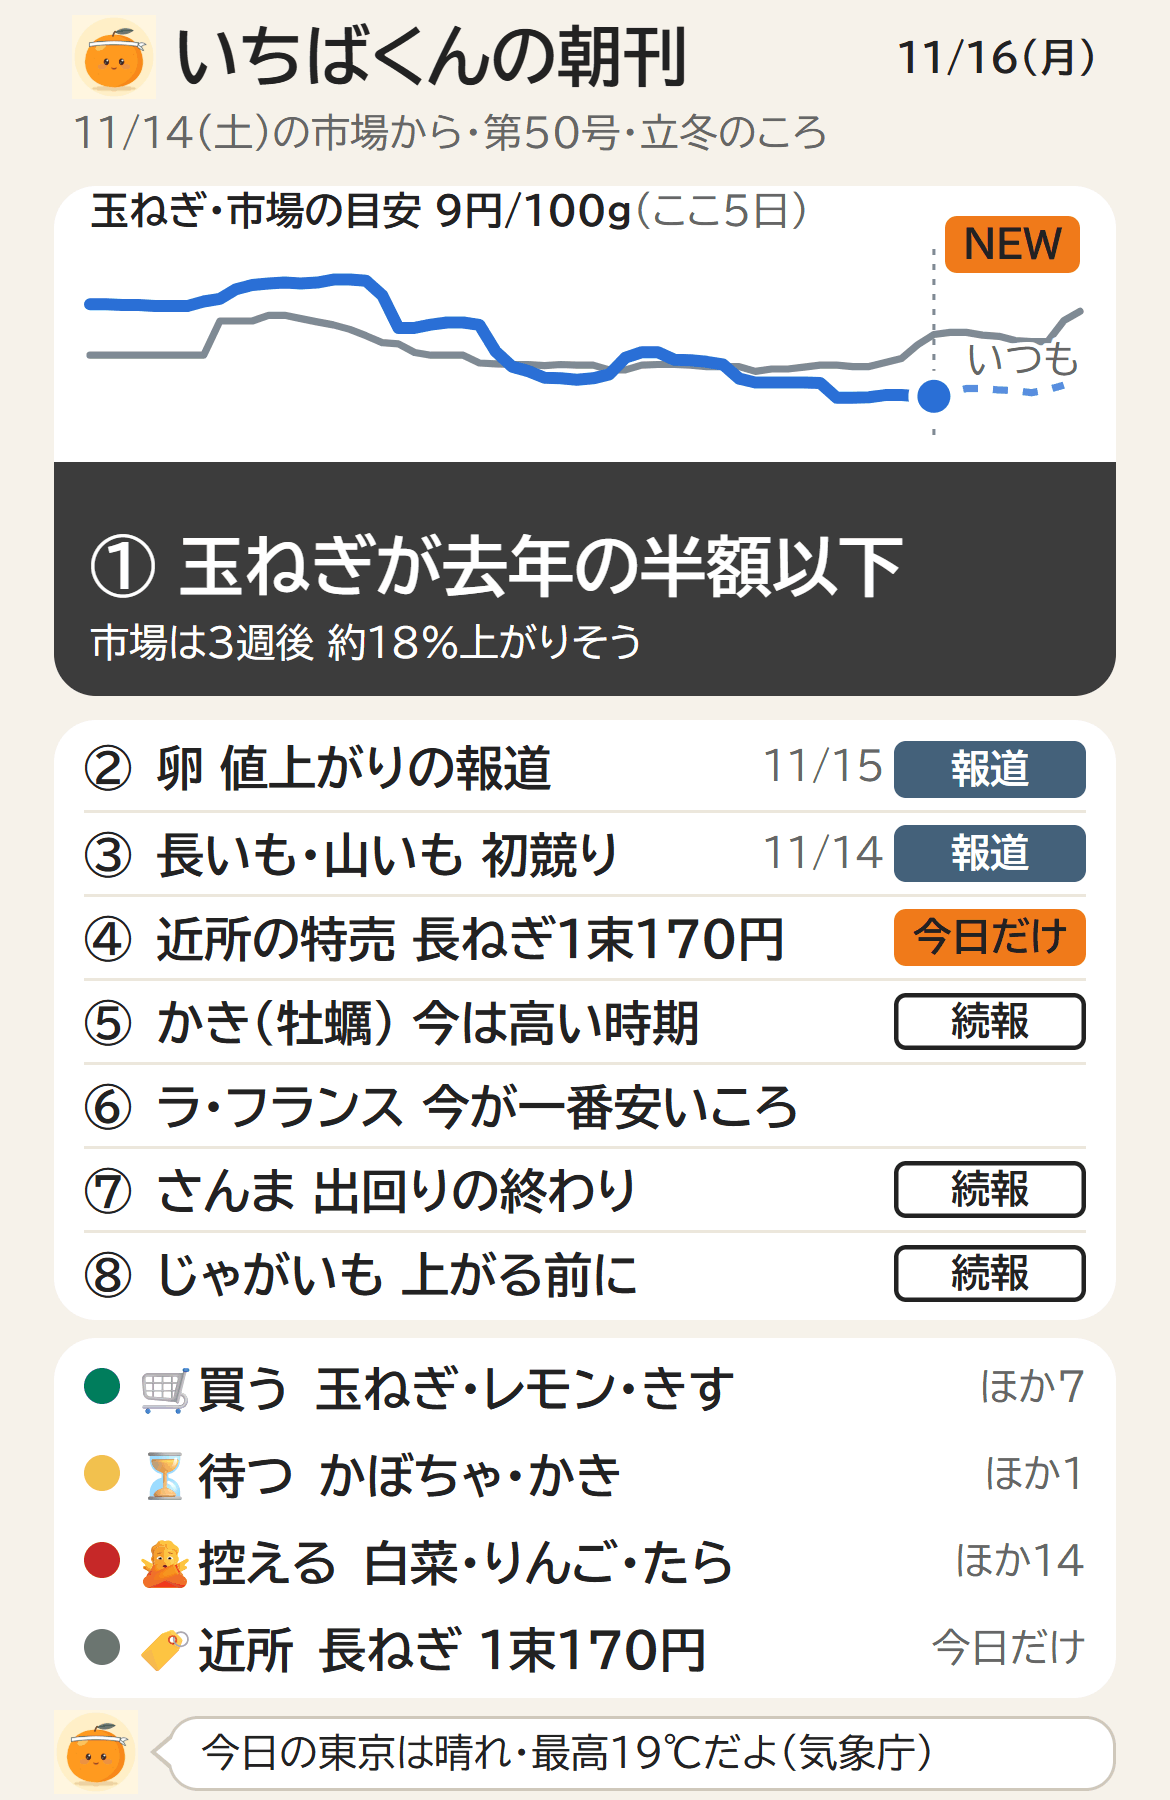 いちばくんの朝刊 11/16(月)
11/14(土)の市場から・第50号・立冬のころ
玉ねぎ・市場の目安 9円/100g(ここ5日)
NEW
いつも
① 玉ねぎが去年の半額以下
市場は3週後 約18%上がりそう
② 卵 値上がりの報道 11/15 報道
③ 長いも・山いも 初競り 11/14 報道
④ 近所の特売 長ねぎ1束170円 今日だけ
⑤ かき(牡蠣) 今は高い時期 続報
⑥ ラ・フランス 今が一番安いころ
⑦ さんま 出回りの終わり 続報
⑧ じゃがいも 上がる前に 続報
買う 玉ねぎ・レモン・きす ほか7
待つ かぼちゃ・かき ほか1
控える 白菜・りんご・たら ほか14
近所 長ねぎ 1束170円 今日だけ
今日の東京は晴れ・最高19℃だよ(気象庁)